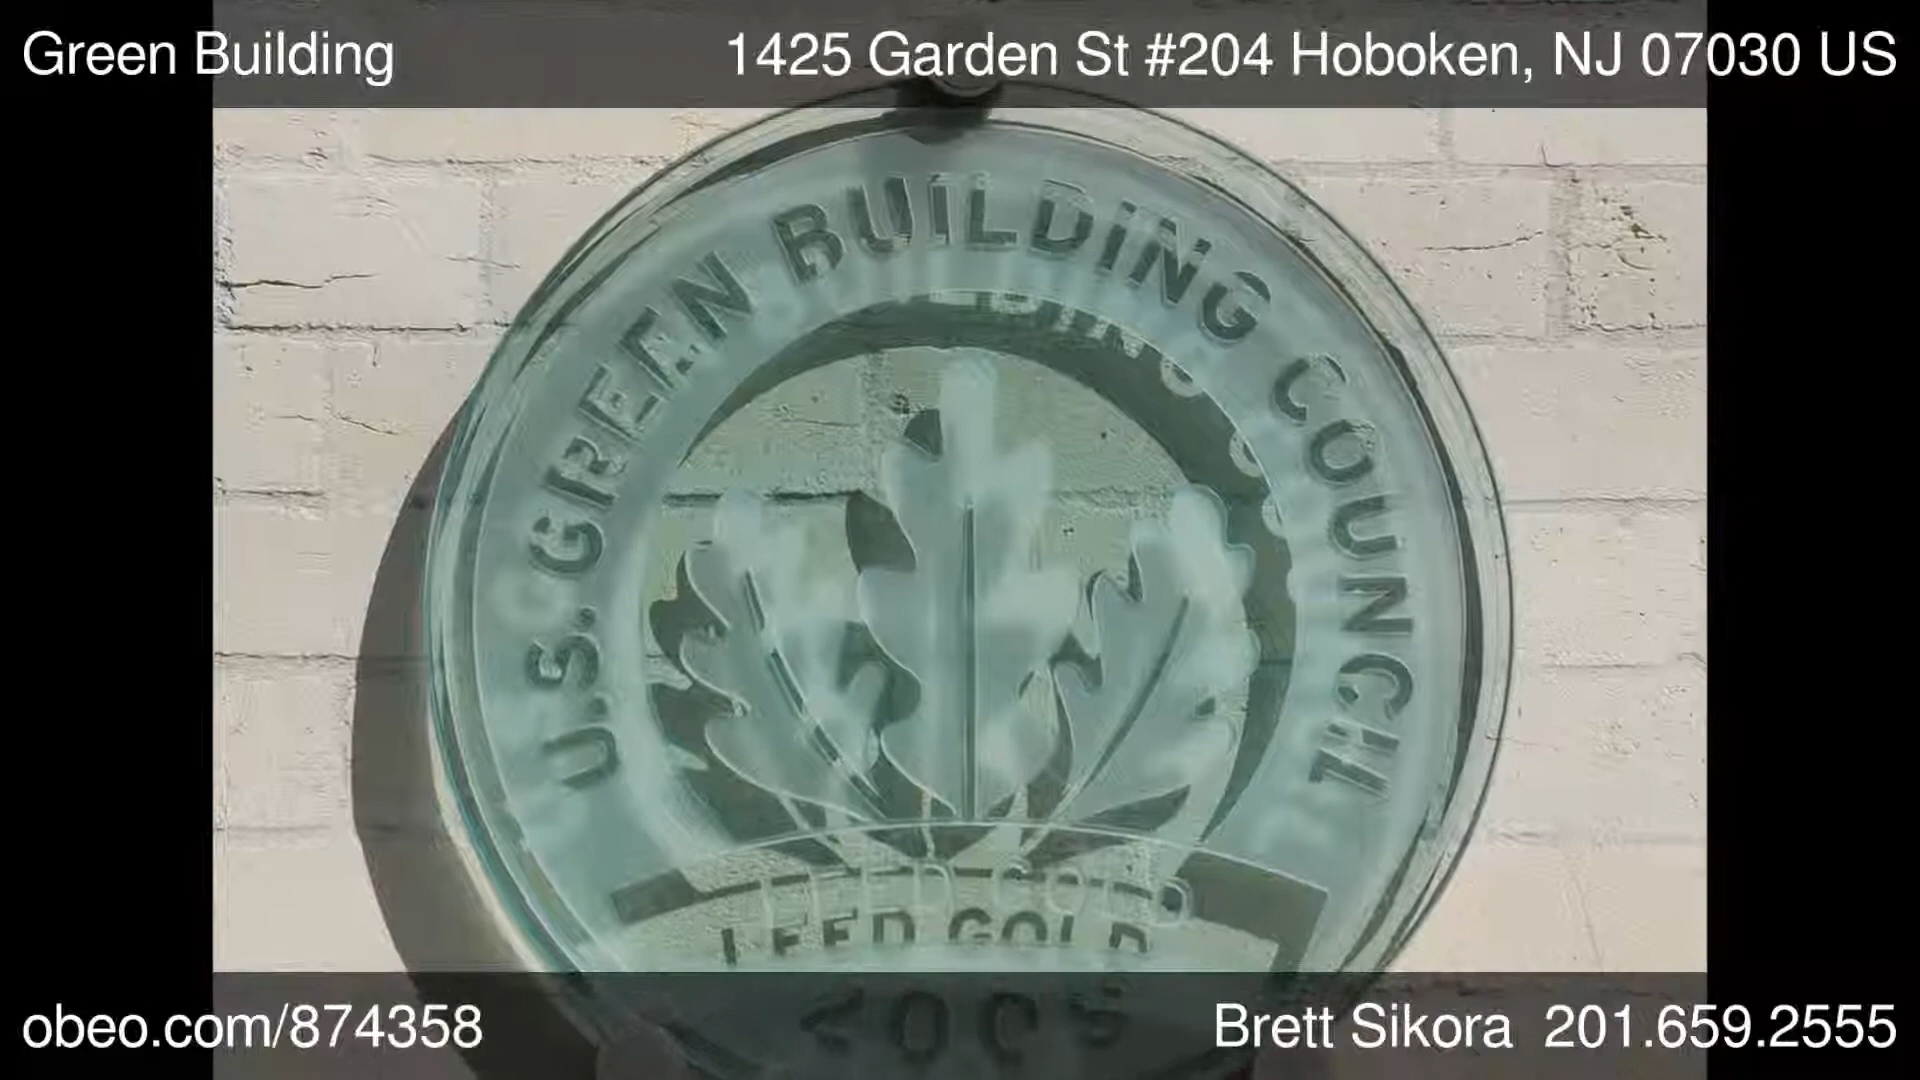 Green Building
1425 Garden St #204 Hoboken, NJ 07030 US
U.S. GREEN BUILDING COUNCIL
LEED GOLD
obeo.com/874358
Brett Sikora 201.659.2555